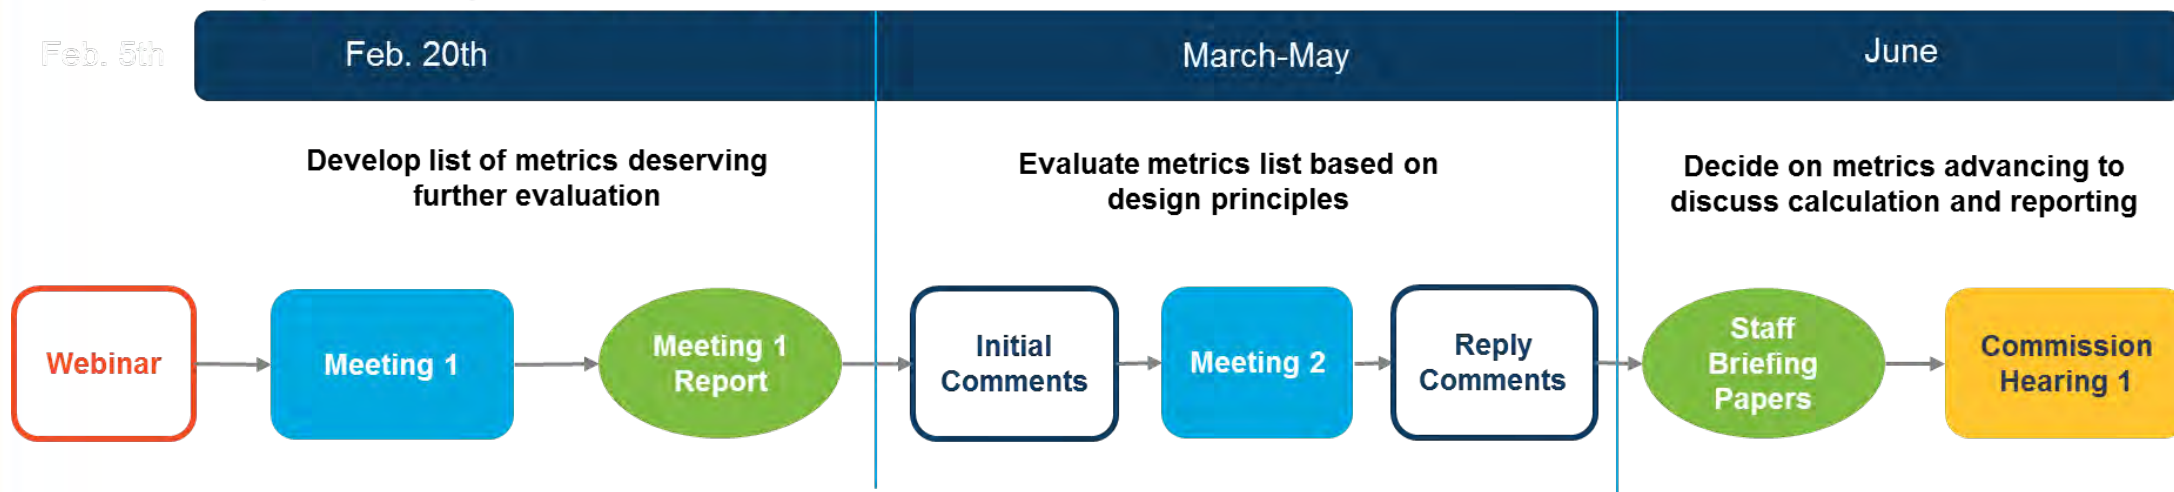 Feb. 5th
Feb. 20th
March-May
June
Develop list of metrics deserving
further evaluation
Evaluate metrics list based on
design principles
Decide on metrics advancing to
discuss calculation and reporting
Webinar
Meeting 1
Meeting 1
Report
Initial
Comments
Meeting 2
Reply
Comments
Staff
Briefing
Papers
Commission
Hearing 1